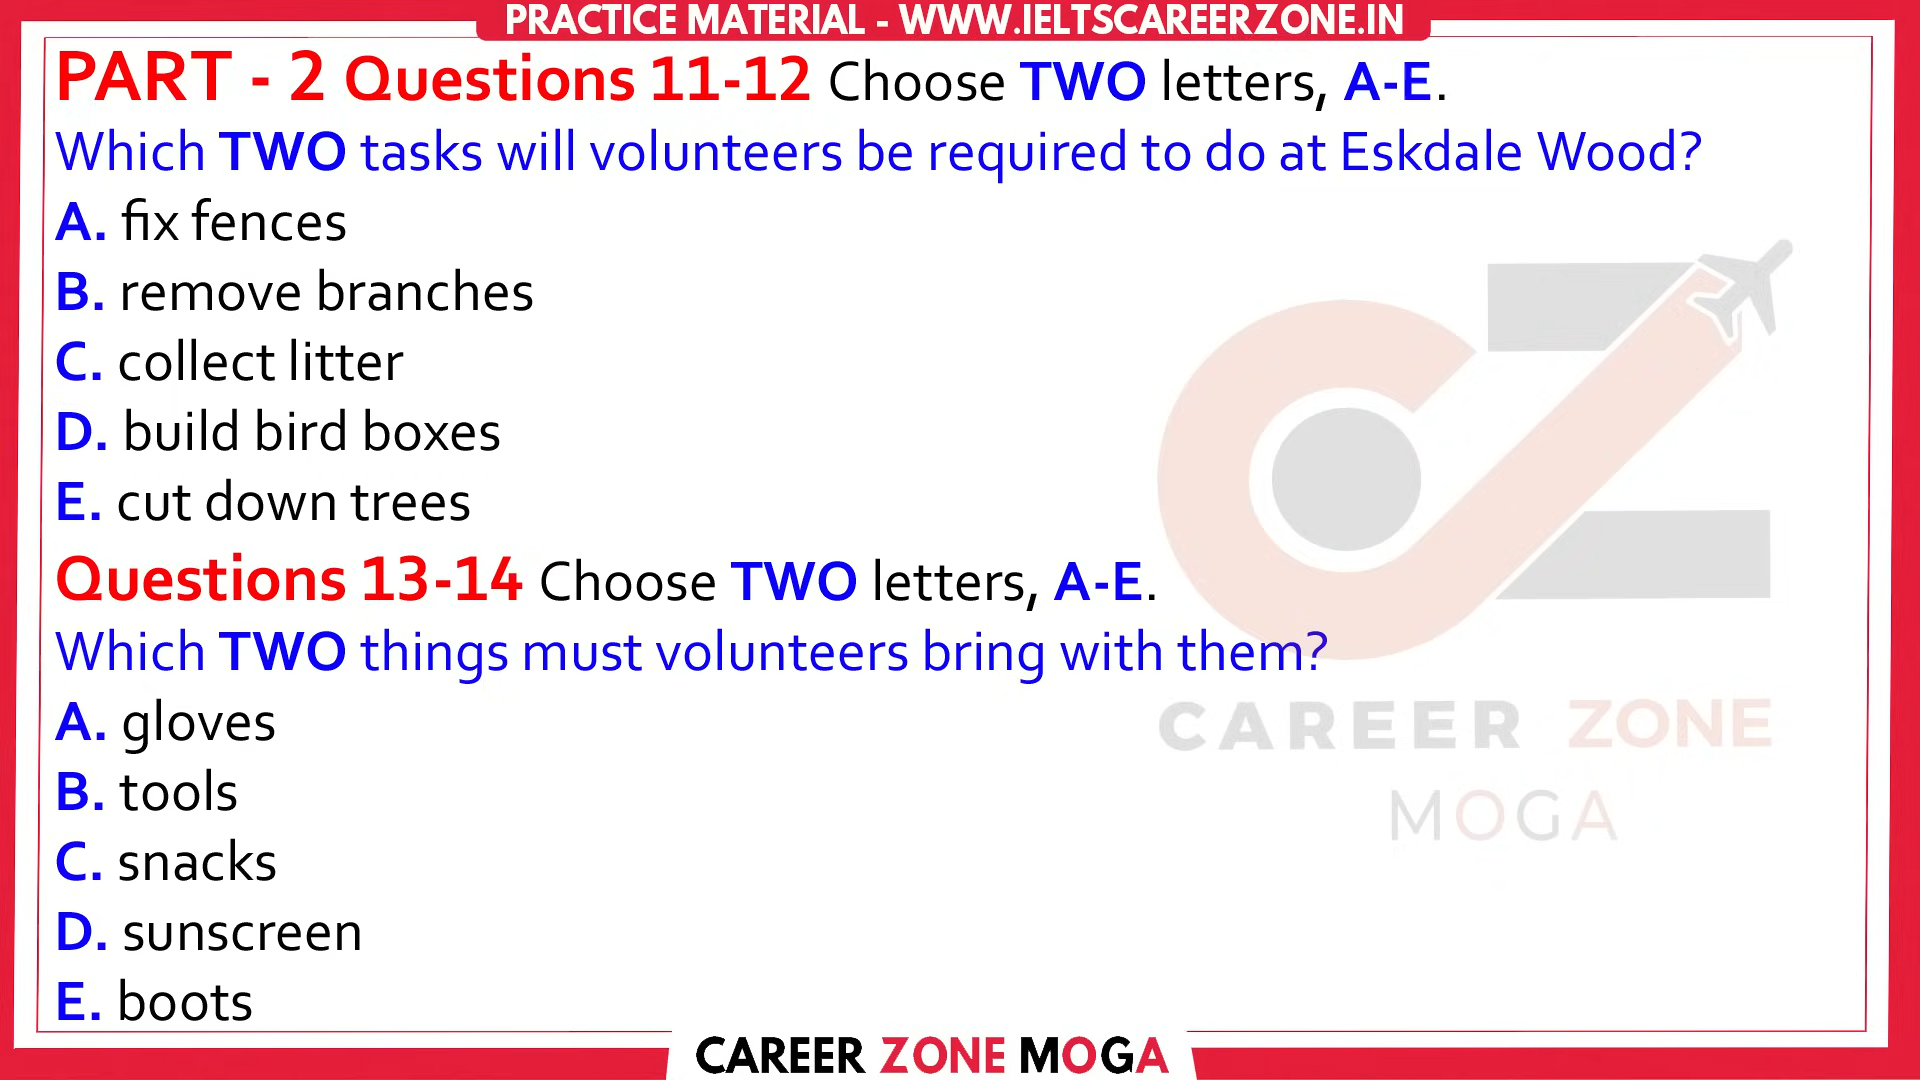 PRACTICE MATERIAL - WWW.IELTSCAREERZONE.IN
PART - 2 Questions 11-12 Choose TWO letters, A-E.
Which TWO tasks will volunteers be required to do at Eskdale Wood?
A. fix fences
B. remove branches
C. collect litter
D. build bird boxes
E. cut down trees
Questions 13-14 Choose TWO letters, A-E.
Which TWO things must volunteers bring with them?
A. gloves
B. tools
C. snacks
D. sunscreen
E. boots
CZ
CAREER ZONE
MOGA
CAREER ZONE MOGA